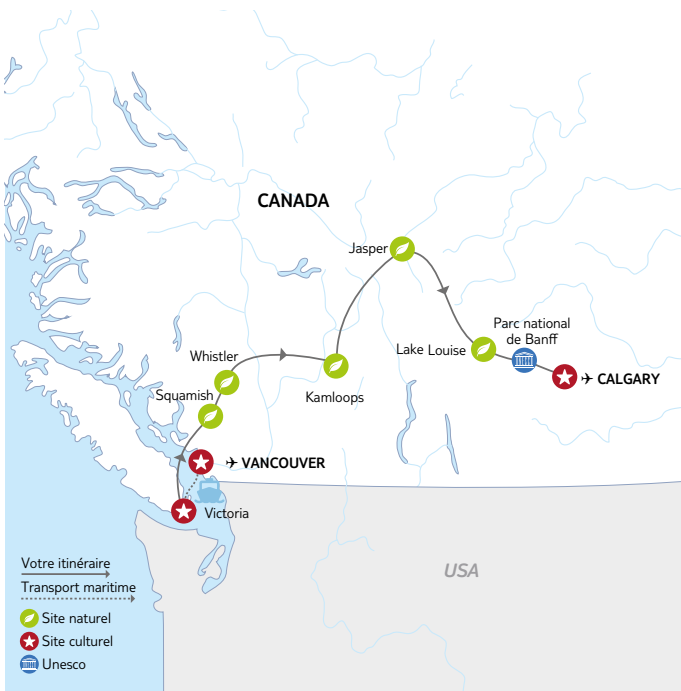 CANADA
Jasper
Parc national
de Banff
Lake Louise
CALGARY
Whistler
Kamloops
Squamish
VANCOUVER
Victoria
USA
Votre itinéraire
Transport maritime
Site naturel
Site culturel
Unesco